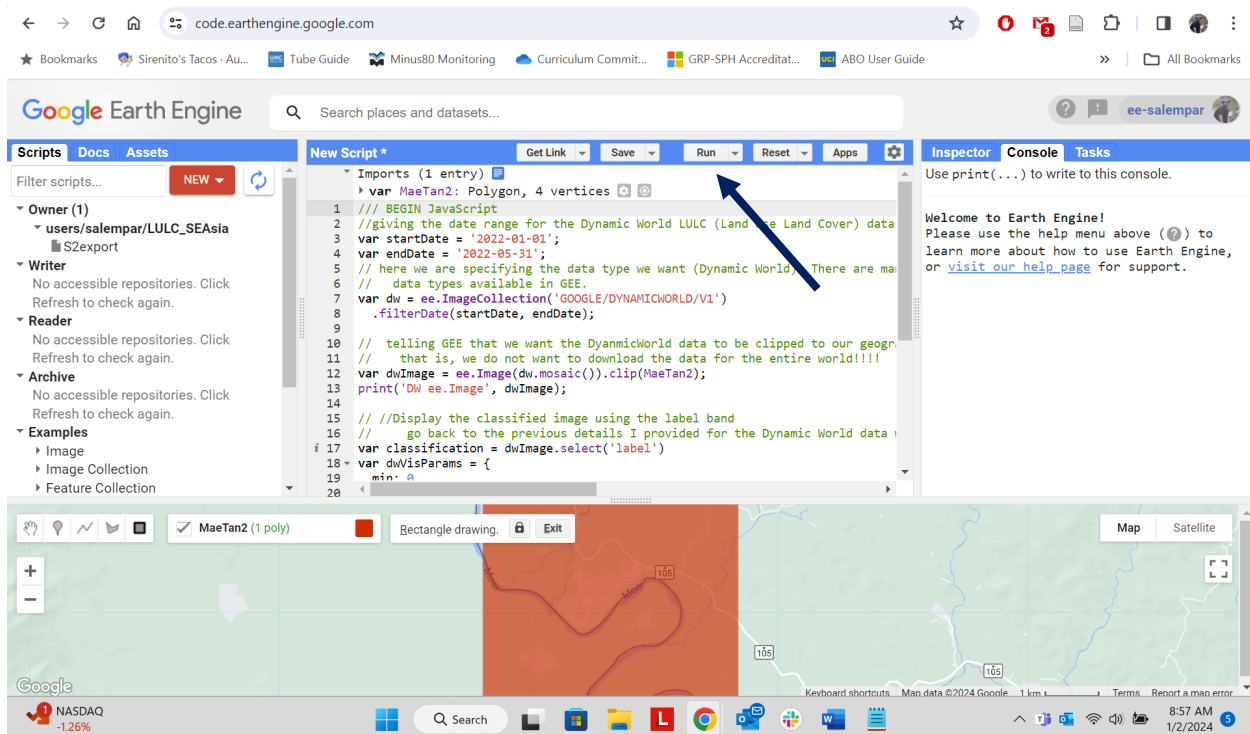 code.earthengine.google.com
2
Bookmarks
Sirenito's Tacos · Au...
Tube Guide
Minus80 Monitoring
Curriculum Commit...
GRP-SPH Accreditat...
UCI
ABO User Guide
»
All Bookmarks
Google Earth Engine
Search places and datasets...
ee-salempar
Scripts Docs Assets
Filter scripts...
NEW
Owner (1)
users/salempar/LULC_SEAsia
S2export
Writer
No accessible repositories. Click
Refresh to check again.
Reader
No accessible repositories. Click
Refresh to check again.
Archive
No accessible repositories. Click
Refresh to check again.
Examples
Image
Image Collection
Feature Collection
New Script *
Get Link
Save
Run
Reset
Apps
Imports (1 entry)
var MaeTan2: Polygon, 4 vertices
1 /// BEGIN JavaScript
2 //giving the date range for the Dynamic World LULC (Land Use Land Cover) data
3 var startDate = '2022-01-01';
4 var endDate = '2022-05-31';
5 // here we are specifying the data type we want (Dynamic World). There are ma
6 //   data types available in GEE.
7 var dw = ee.ImageCollection('GOOGLE/DYNAMICWORLD/V1')
8   .filterDate(startDate, endDate);
9
10 //  telling GEE that we want the DyanmicWorld data to be clipped to our geogr
11 //    that is, we do not want to download the data for the entire world!!!!
12 var dwImage = ee.Image(dw.mosaic()).clip(MaeTan2);
13 print('DW ee.Image', dwImage);
14
15 // //Display the classified image using the label band
16 //     go back to the previous details I provided for the Dynamic World data
i 17 var classification = dwImage.select('label')
18 var dwVisParams = {
19   min: 0
20
Inspector Console Tasks
Use print(...) to write to this console.
Welcome to Earth Engine!
Please use the help menu above (?) to
learn more about how to use Earth Engine,
or visit our help page for support.
MaeTan2 (1 poly)
Rectangle drawing.
Exit
Map
Satellite
+
−
Moei
Moei
105
105
105
Google
Keyboard shortcuts
Map data ©2024 Google
1 km
Terms
Report a map error
1
NASDAQ
-1.26%
Search
8:57 AM
1/2/2024
5